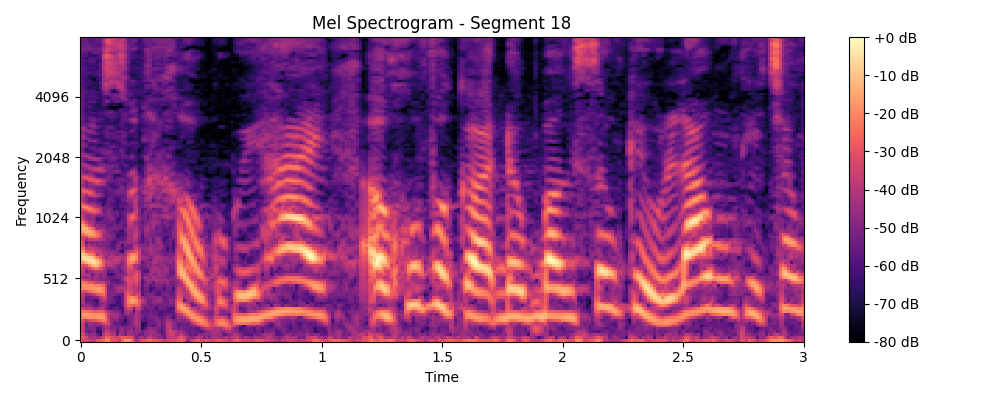 Mel Spectrogram - Segment 18
Frequency
4096
2048
1024
512
0
0
0.5
1
1.5
2
2.5
3
Time
+0 dB
-10 dB
-20 dB
-30 dB
-40 dB
-50 dB
-60 dB
-70 dB
-80 dB